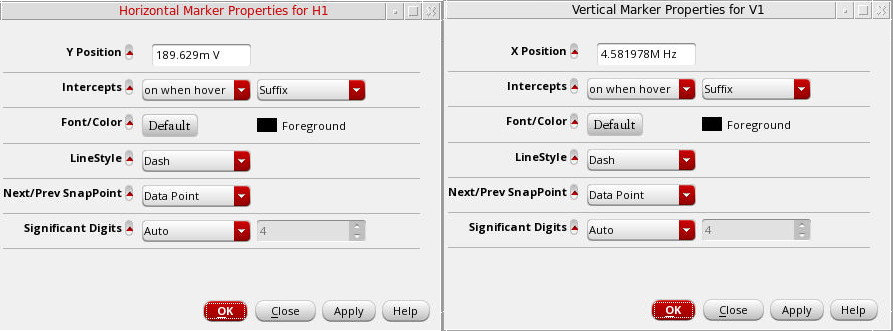 Horizontal Marker Properties for H1
Y Position 189.629m V
Intercepts on when hover Suffix
Font/Color Default Foreground
LineStyle Dash
Next/Prev SnapPoint Data Point
Significant Digits Auto 4
OK Close Apply Help
Vertical Marker Properties for V1
X Position 4.581978M Hz
Intercepts on when hover Suffix
Font/Color Default Foreground
LineStyle Dash
Next/Prev SnapPoint Data Point
Significant Digits Auto 4
OK Close Apply Help